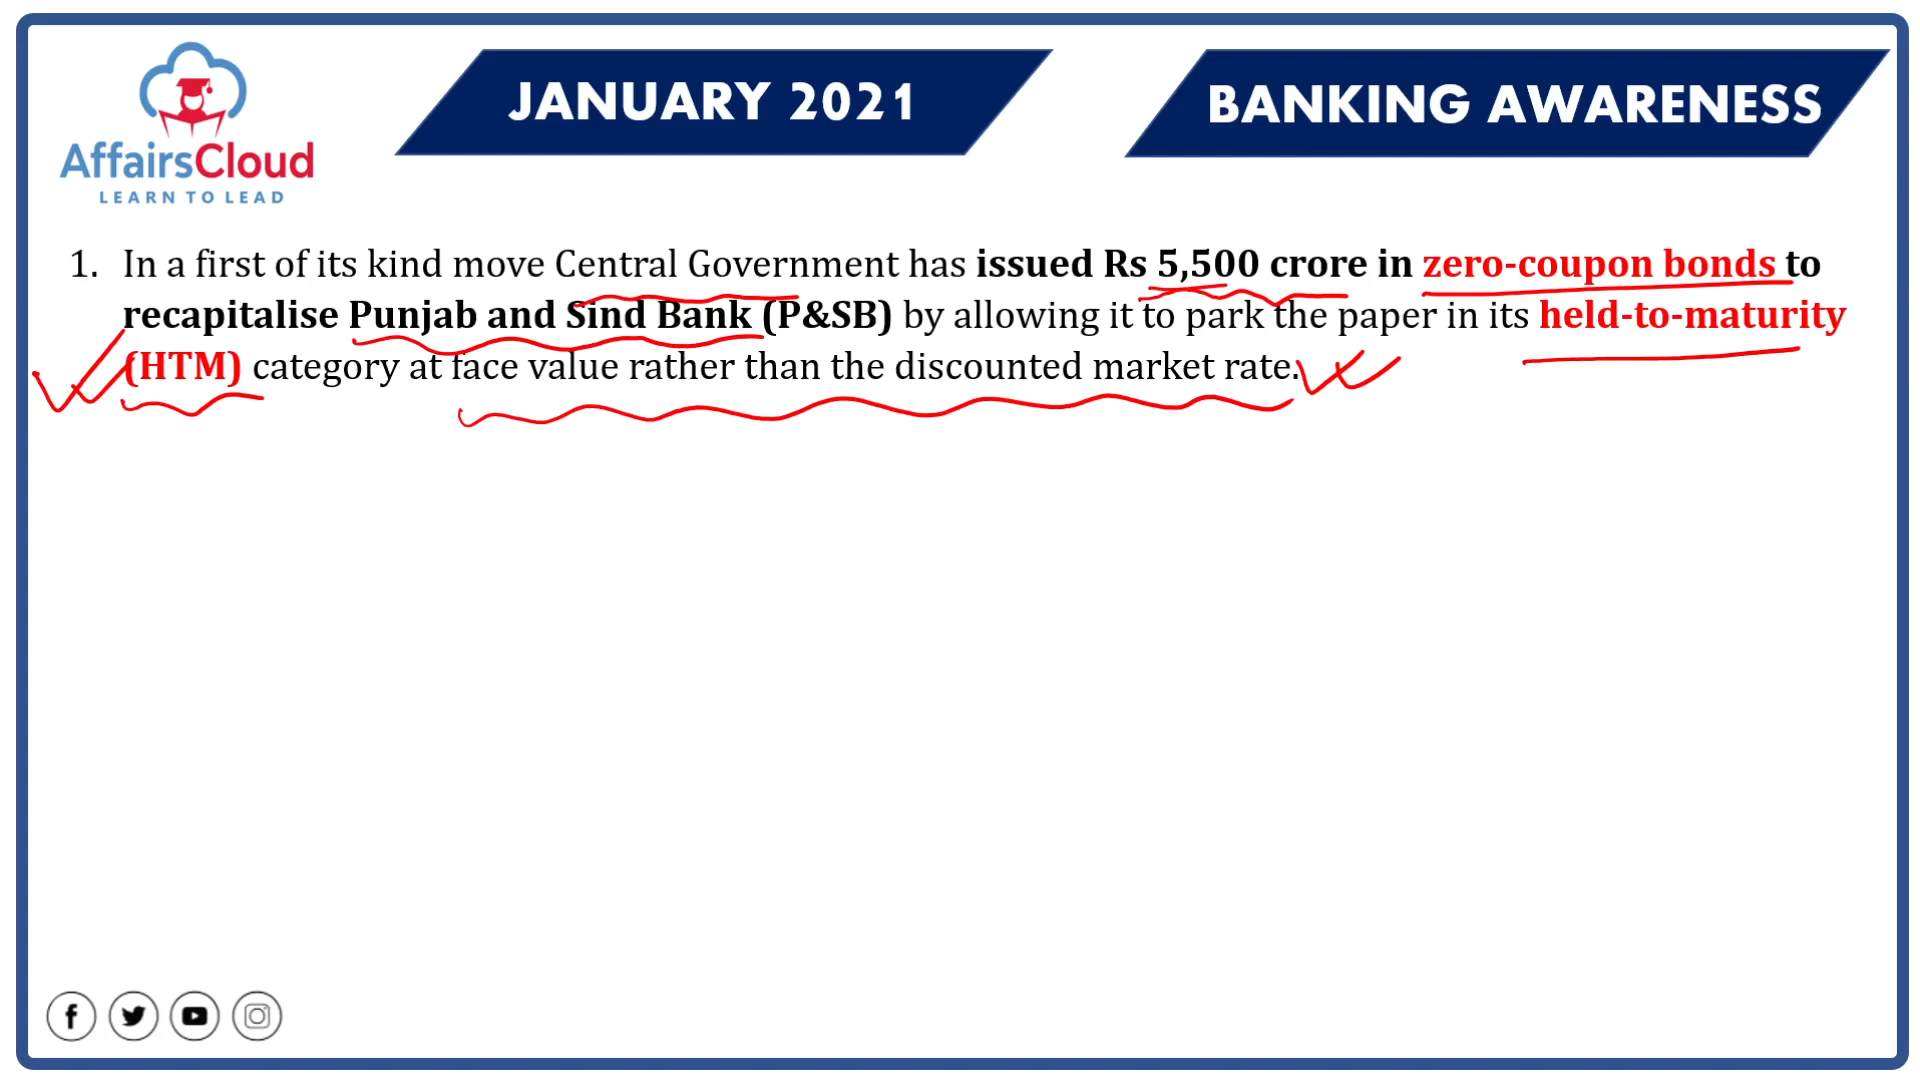 AffairsCloud
LEARN TO LEAD
JANUARY 2021
BANKING AWARENESS
1. In a first of its kind move Central Government has issued Rs 5,500 crore in zero-coupon bonds to
recapitalise Punjab and Sind Bank (P&SB) by allowing it to park the paper in its held-to-maturity
(HTM) category at face value rather than the discounted market rate.